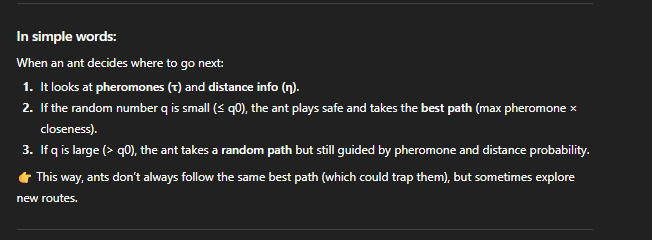 In simple words:
When an ant decides where to go next:
1. It looks at pheromones (τ) and distance info (η).
2. If the random number q is small (≤ q0), the ant plays safe and takes the best path (max pheromone ×
closeness).
3. If q is large (> q0), the ant takes a random path but still guided by pheromone and distance probability.
👉 This way, ants don't always follow the same best path (which could trap them), but sometimes explore
new routes.